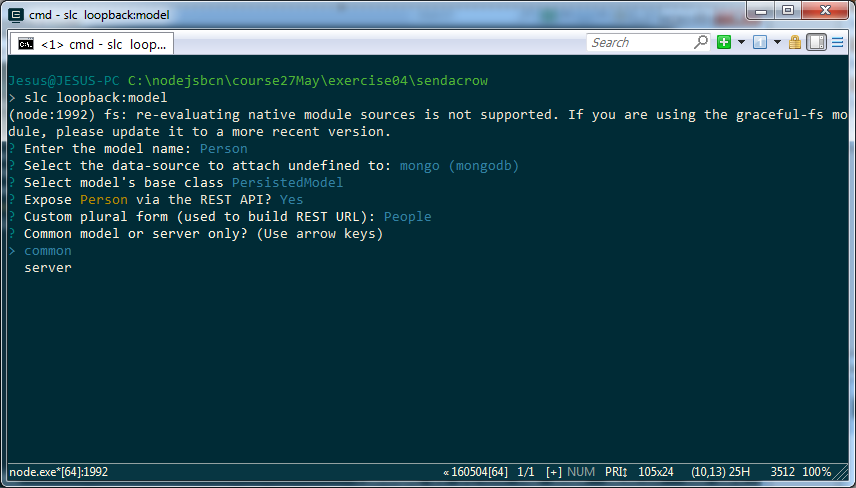 cmd - slc  loopback:model
<1> cmd - slc  loop...
Search
Jesus@JESUS-PC C:\nodejsbcn\course27May\exercise04\sendacrow
> slc loopback:model
(node:1992) fs: re-evaluating native module sources is not supported. If you are using the graceful-fs mo
dule, please update it to a more recent version.
? Enter the model name: Person
? Select the data-source to attach undefined to: mongo (mongodb)
? Select model's base class PersistedModel
? Expose Person via the REST API? Yes
? Custom plural form (used to build REST URL): People
? Common model or server only? (Use arrow keys)
> common
server
node.exe*[64]:1992 « 160504[64] 1/1 [+] NUM PRI↕ 105x24 (10,13) 25H 3512 100%